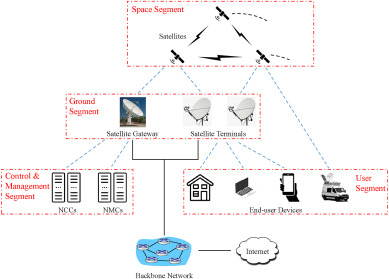 Space Segment
Satellites
Ground
Segment
Satellite Gateway
Satellite Terminals
Control &
Management
Segment
NCCs
NMCs
User
Segment
End-user Devices
Internet
Backbone Network